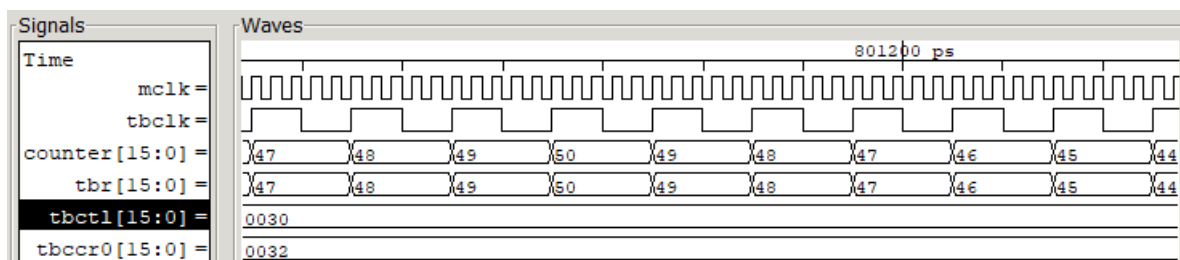 Signals Waves
Time 801200 ps
mclk=
tbclk=
counter[15:0] = 47 48 49 50 49 48 47 46 45 44
tbr[15:0] = 47 48 49 50 49 48 47 46 45 44
tbctl[15:0] = 0030
tbccr0[15:0] = 0032